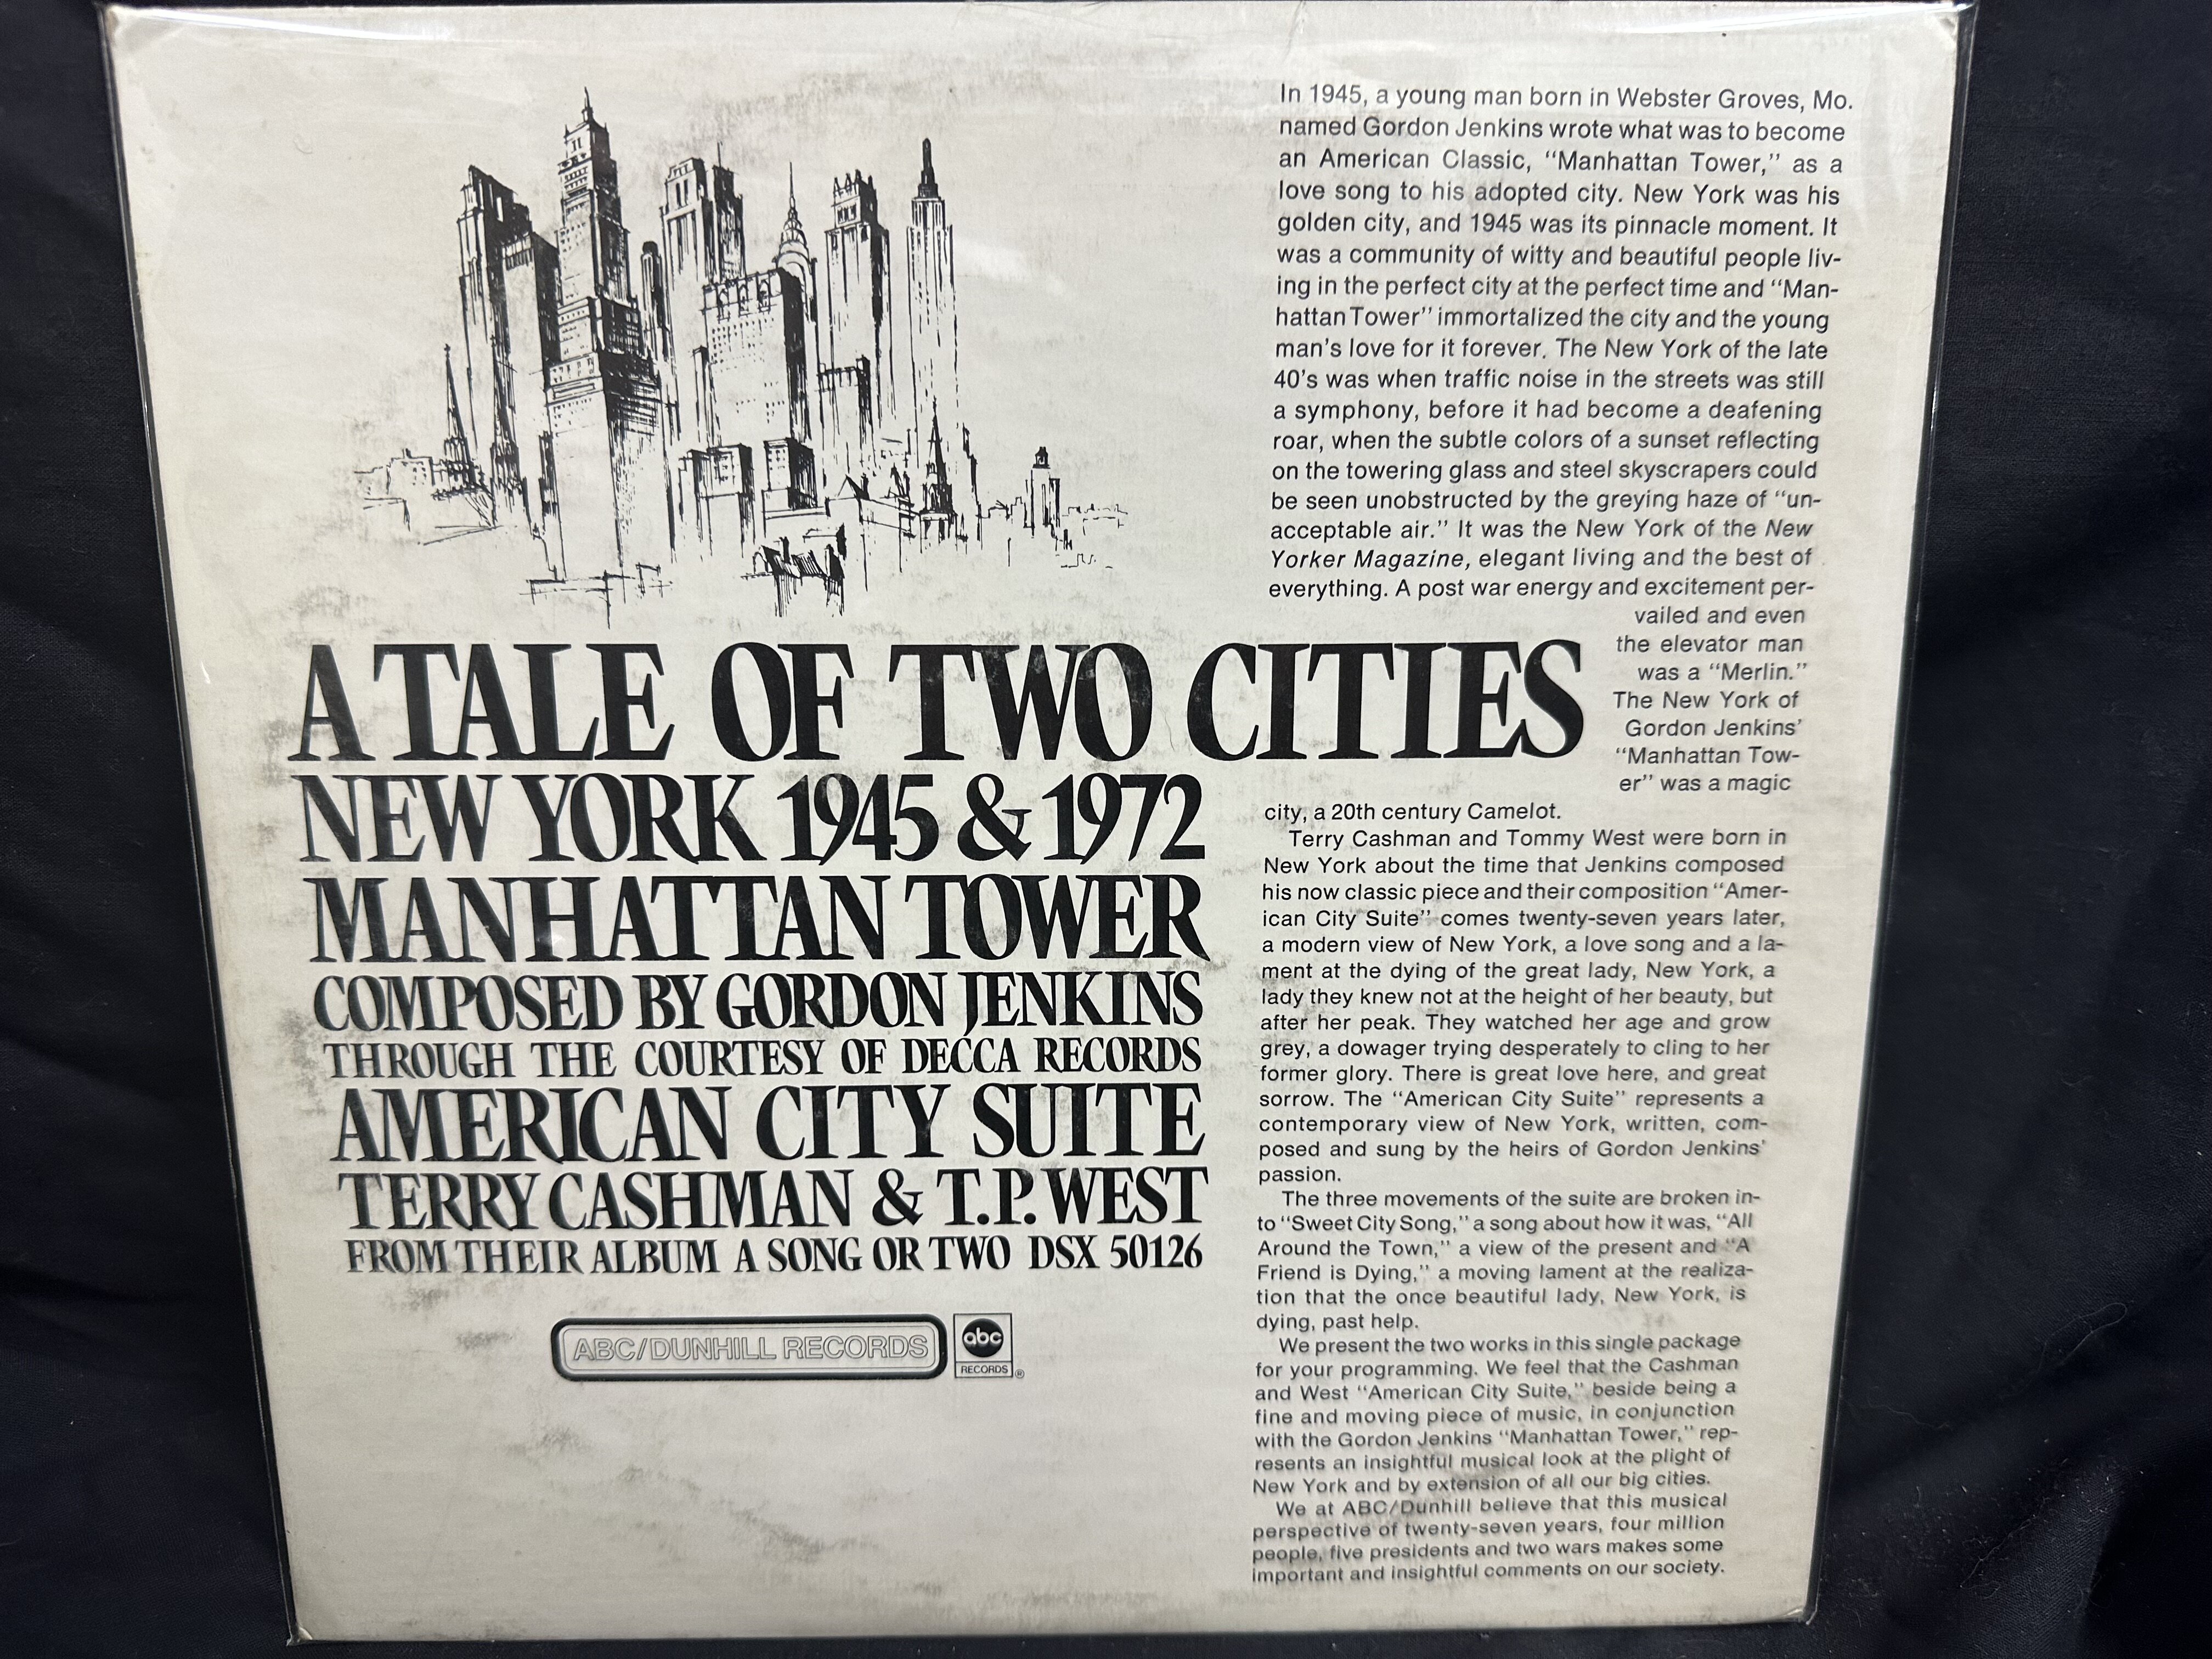 In 1945, a young man born in Webster Groves, Mo.
named Gordon Jenkins wrote what was to become
an American Classic, “Manhattan Tower,” as a
love song to his adopted city. New York was his
golden city, and 1945 was its pinnacle moment. It
was a community of witty and beautiful people liv-
ing in the perfect city at the perfect time and “Man-
hattan Tower” immortalized the city and the young
man’s love for it forever. The New York of the late
40’s was when traffic noise in the streets was still
a symphony, before it had become a deafening
roar, when the subtle colors of a sunset reflecting
on the towering glass and steel skyscrapers could
be seen unobstructed by the greying haze of “un-
acceptable air.” It was the New York of the New
Yorker Magazine, elegant living and the best of
everything. A post war energy and excitement per-
vailed and even
the elevator man
was a “Merlin.”
The New York of
Gordon Jenkins’
“Manhattan Tow-
er” was a magic
city, a 20th century Camelot.
Terry Cashman and Tommy West were born in
New York about the time that Jenkins composed
his now classic piece and their composition “Amer-
ican City Suite” comes twenty-seven years later,
a modern view of New York, a love song and a la-
ment at the dying of the great lady, New York, a
lady they knew not at the height of her beauty, but
after her peak. They watched her age and grow
grey, a dowager trying desperately to cling to her
former glory. There is great love here, and great
sorrow. The “American City Suite” represents a
contemporary view of New York, written, com-
posed and sung by the heirs of Gordon Jenkins’
passion.
The three movements of the suite are broken in-
to “Sweet City Song,” a song about how it was, “All
Around the Town,” a view of the present and “A
Friend is Dying,” a moving lament at the realiza-
tion that the once beautiful lady, New York, is
dying, past help.
We present the two works in this single package
for your programming. We feel that the Cashman
and West “American City Suite,” beside being a
fine and moving piece of music, in conjunction
with the Gordon Jenkins “Manhattan Tower,” rep-
resents an insightful musical look at the plight of
New York and by extension of all our big cities.
We at ABC/Dunhill believe that this musical
perspective of twenty-seven years, four million
people, five presidents and two wars makes some
important and insightful comments on our society.
A TALE OF TWO CITIES
NEW YORK 1945 & 1972
MANHATTAN TOWER
COMPOSED BY GORDON JENKINS
THROUGH THE COURTESY OF DECCA RECORDS
AMERICAN CITY SUITE
TERRY CASHMAN & T.P. WEST
FROM THEIR ALBUM A SONG OR TWO DSX 50126
ABC/DUNHILL RECORDS
abc
RECORDS ®